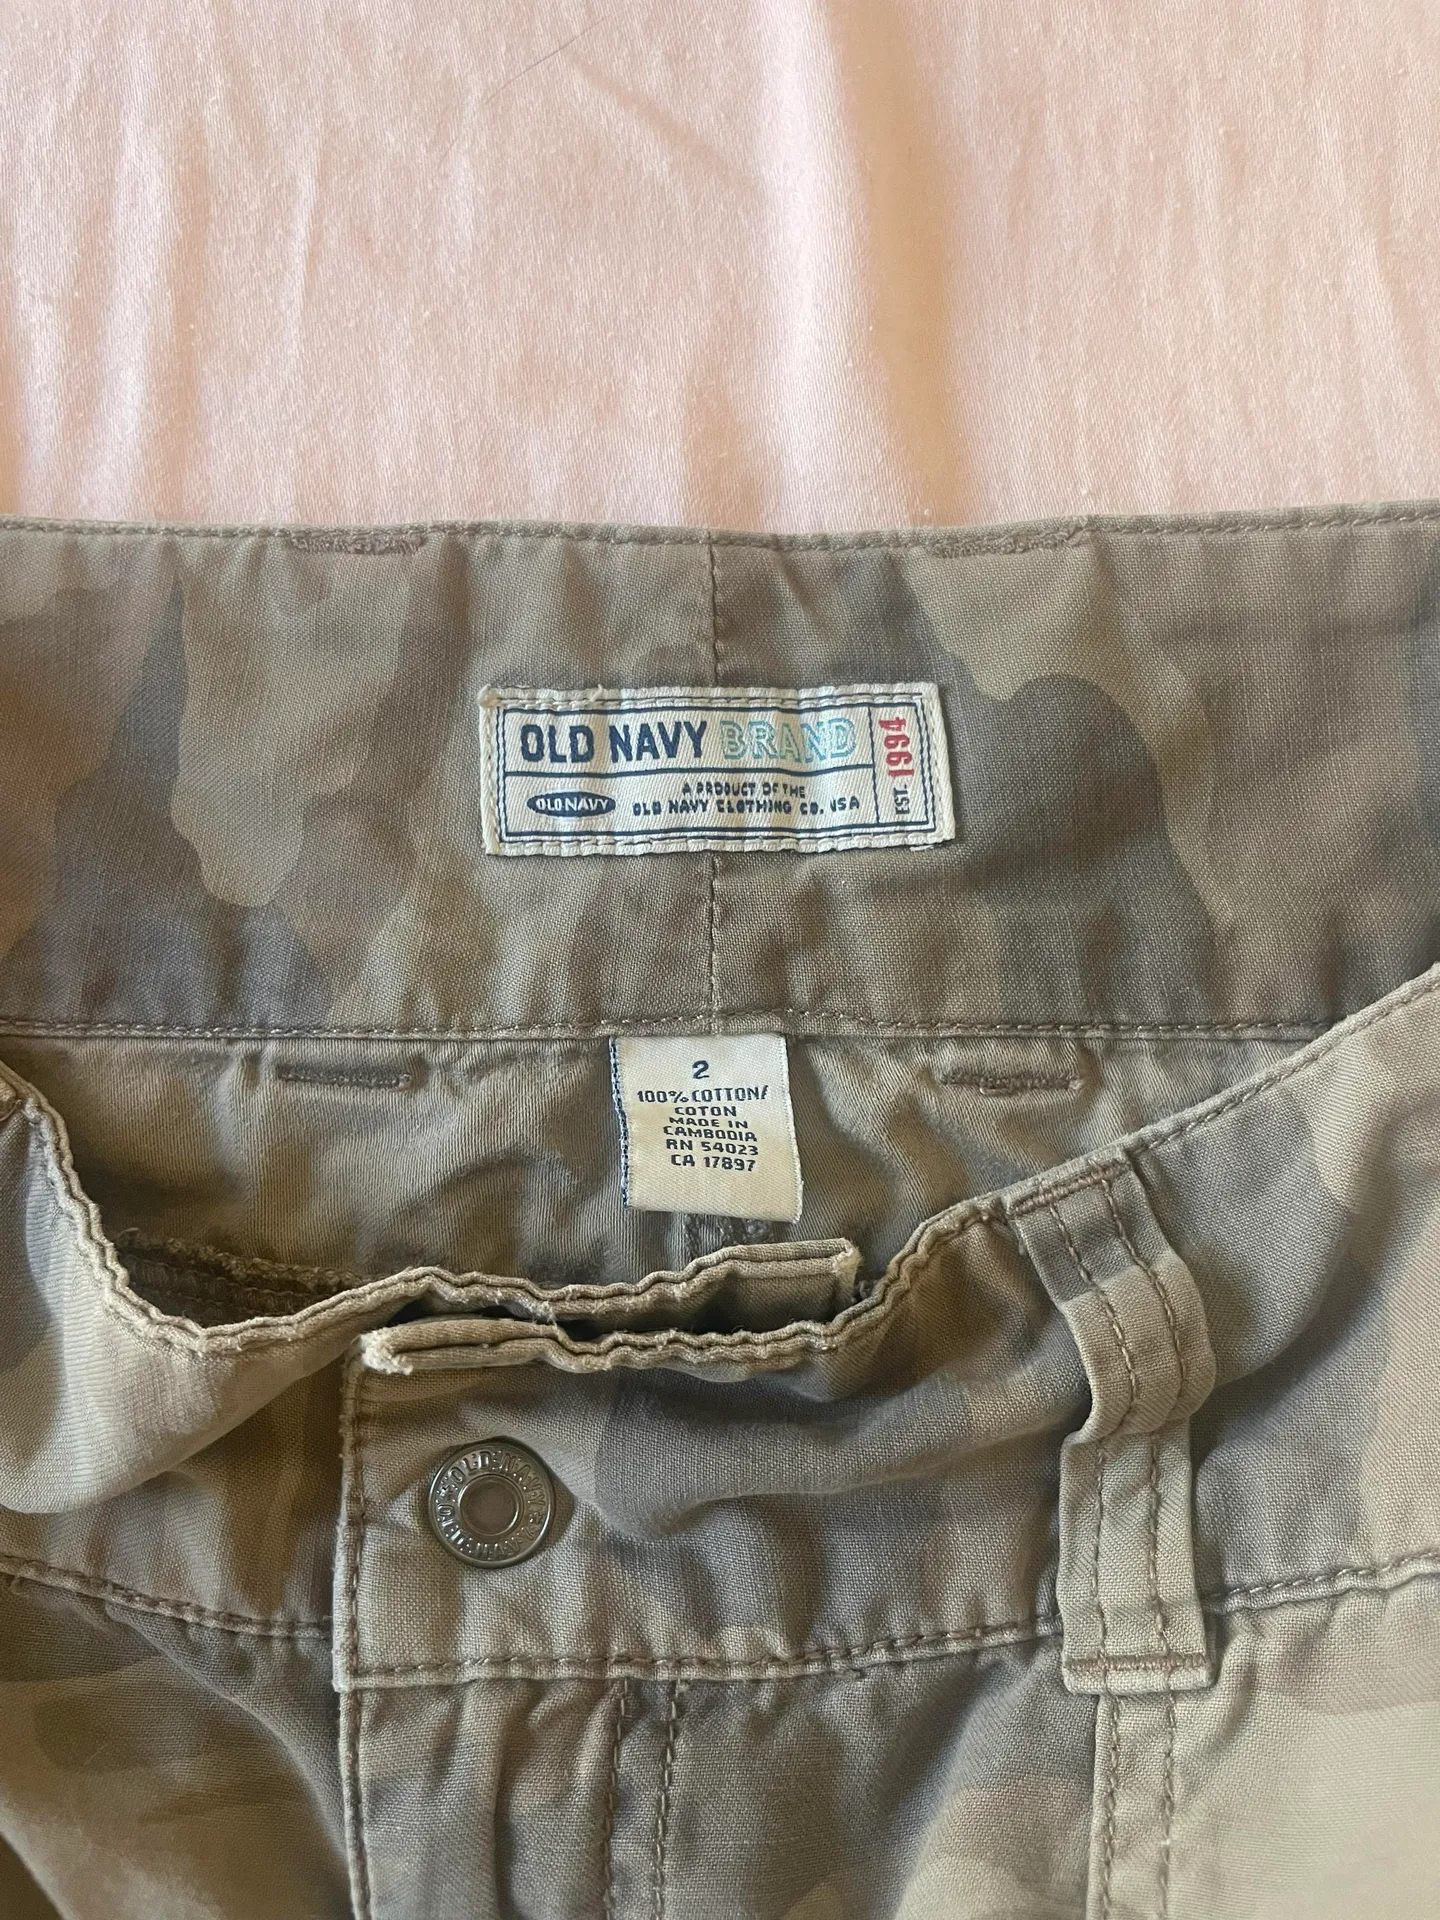 OLD NAVY BRAND
EST. 1994
OLD NAVY
A PRODUCT OF THE
OLD NAVY CLOTHING CO. USA
2
100% COTTON/
COTON
MADE IN
CAMBODIA
RN 54023
CA 17897